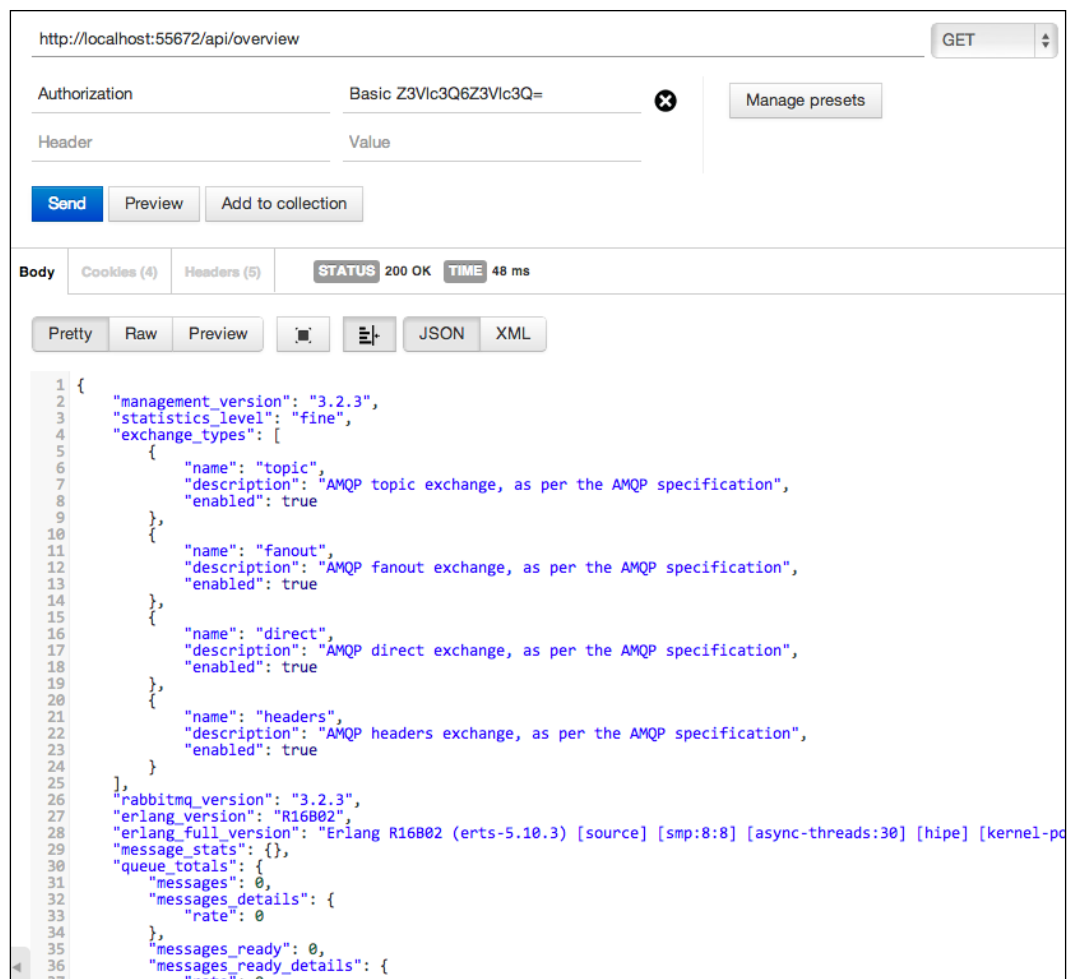 http://localhost:55672/api/overview GET
Authorization Basic Z3Vlc3Q6Z3Vlc3Q= Manage presets
Header Value
Send Preview Add to collection
Body Cookies (4) Headers (5) STATUS 200 OK TIME 48 ms
Pretty Raw Preview JSON XML
1 {
2 "management_version": "3.2.3",
3 "statistics_level": "fine",
4 "exchange_types": [
5 {
6 "name": "topic",
7 "description": "AMQP topic exchange, as per the AMQP specification",
8 "enabled": true
9 },
10 {
11 "name": "fanout",
12 "description": "AMQP fanout exchange, as per the AMQP specification",
13 "enabled": true
14 },
15 {
16 "name": "direct",
17 "description": "AMQP direct exchange, as per the AMQP specification",
18 "enabled": true
19 },
20 {
21 "name": "headers",
22 "description": "AMQP headers exchange, as per the AMQP specification",
23 "enabled": true
24 }
25 ],
26 "rabbitmq_version": "3.2.3",
27 "erlang_version": "R16B02",
28 "erlang_full_version": "Erlang R16B02 (erts-5.10.3) [source] [smp:8:8] [async-threads:30] [hipe] [kernel-po
29 "message_stats": {},
30 "queue_totals": {
31 "messages": 0,
32 "messages_details": {
33 "rate": 0
34 },
35 "messages_ready": 0,
36 "messages_ready_details": {